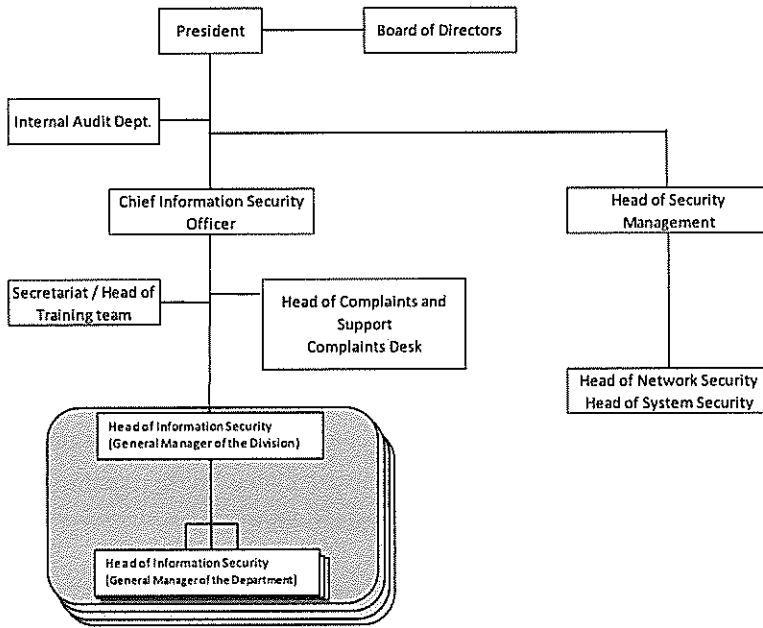 President
Board of Directors
Internal Audit Dept.
Chief Information Security
Officer
Head of Security
Management
Secretariat / Head of
Training team
Head of Complaints and
Support
Complaints Desk
Head of Network Security
Head of System Security
Head of Information Security
(General Manager of the Division)
Head of Information Security
(General Manager of the Department)